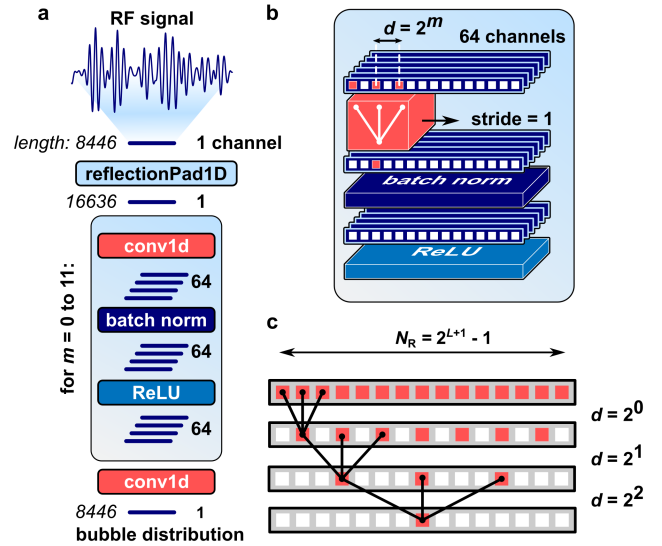 a
RF signal
length: 8446
1 channel
reflectionPad1D
16636
1
for m = 0 to 11:
conv1d
64
batch norm
64
ReLU
64
conv1d
8446
1
bubble distribution
b
d = 2^m
64 channels
stride = 1
batch norm
ReLU
c
N_R = 2^{L+1} - 1
d = 2^0
d = 2^1
d = 2^2